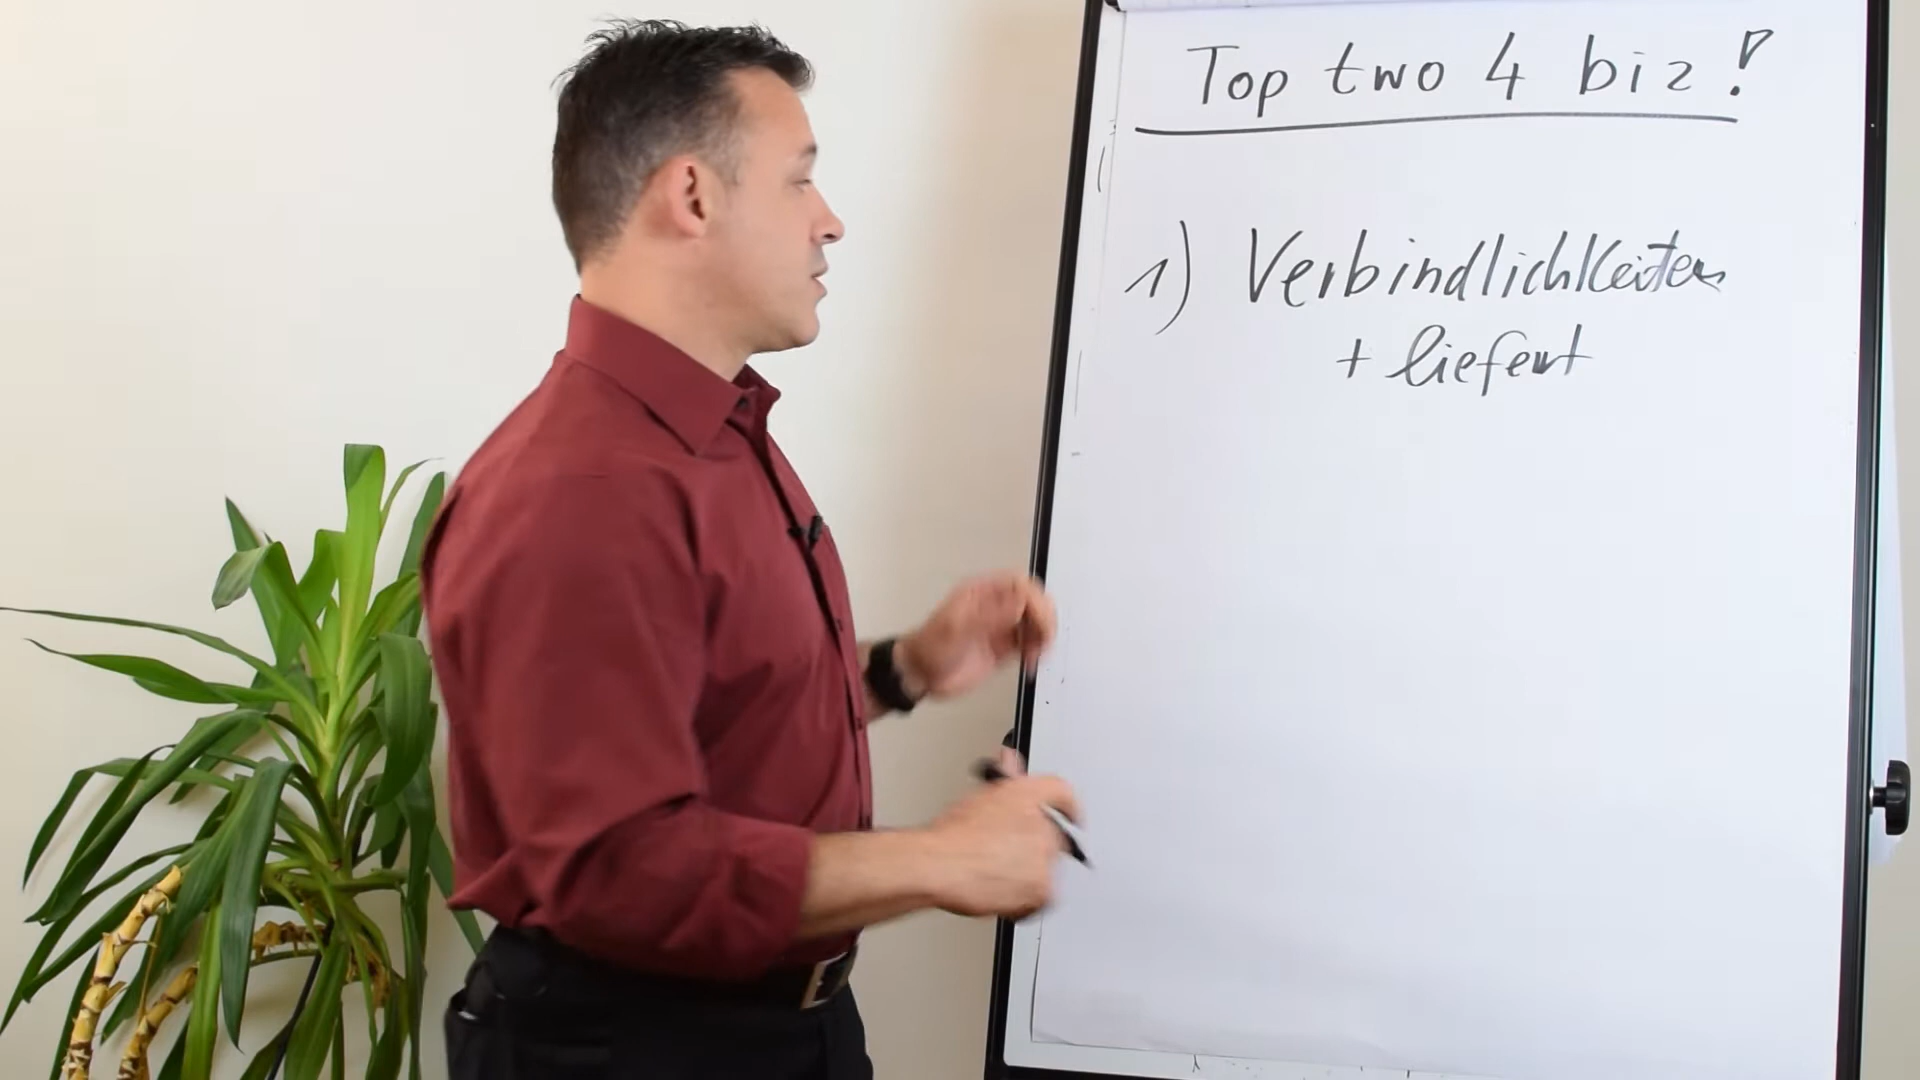 Top two 4 biz!
1) Verbindlichkeiten
+ liefert